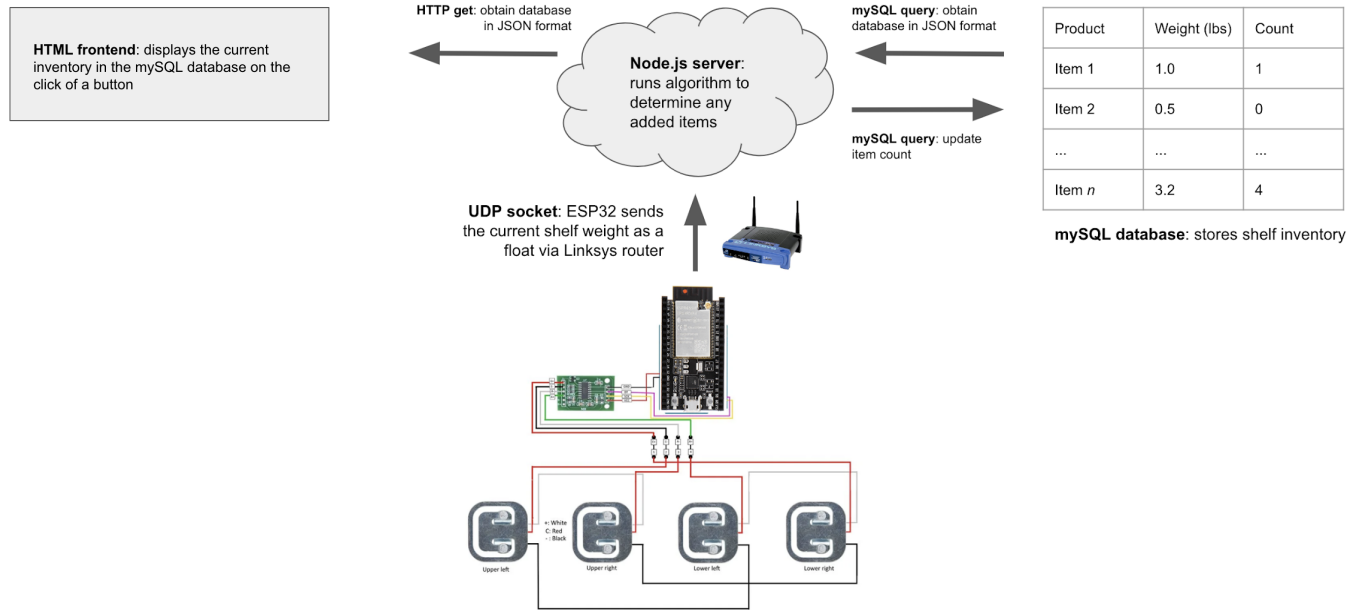 HTML frontend: displays the current
inventory in the mySQL database on the
click of a button
HTTP get: obtain database
in JSON format
Node.js server:
runs algorithm to
determine any
added items
mySQL query: obtain
database in JSON format
mySQL query: update
item count
Product Weight (lbs) Count
Item 1 1.0 1
Item 2 0.5 0
... ... ...
Item n 3.2 4
mySQL database: stores shelf inventory
UDP socket: ESP32 sends
the current shelf weight as a
float via Linksys router
+: White
C: Red
- : Black
Upper left
Upper right
Lower left
Lower right